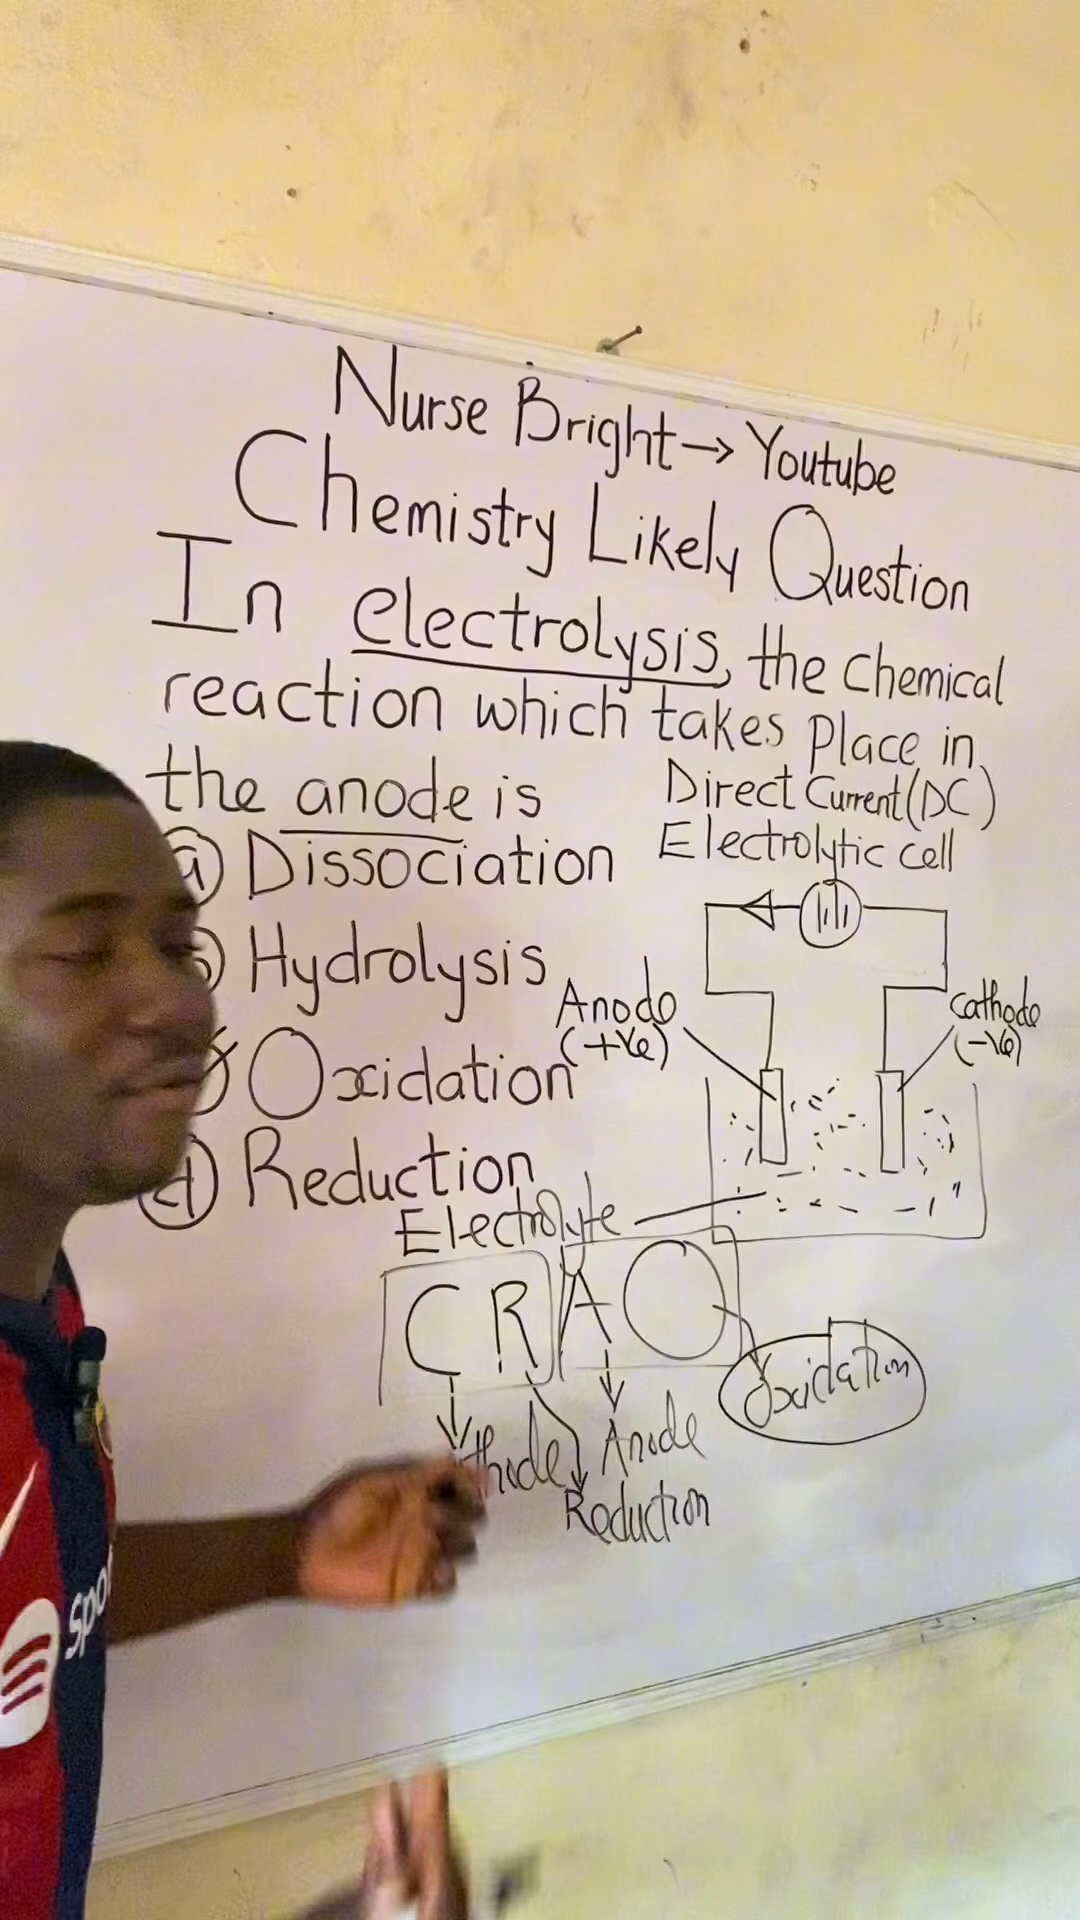 Nurse Bright → Youtube
Chemistry Likely Question
In electrolysis, the chemical
reaction which takes place in
the anode is
Direct Current (DC)
Electrolytic cell
a) Dissociation
b) Hydrolysis
Oxidation
d) Reduction
Anode
(+ve)
cathode
(-ve)
Electrolyte
C R A O
Oxidation
thode
Anode
Reduction